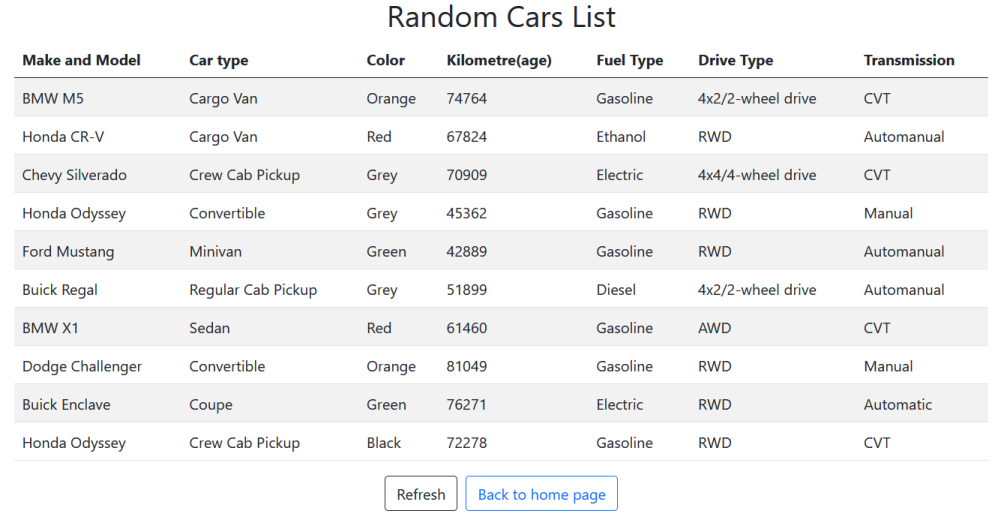 Random Cars List
Make and Model Car type Color Kilometre(age) Fuel Type Drive Type Transmission
BMW M5 Cargo Van Orange 74764 Gasoline 4x2/2-wheel drive CVT
Honda CR-V Cargo Van Red 67824 Ethanol RWD Automanual
Chevy Silverado Crew Cab Pickup Grey 70909 Electric 4x4/4-wheel drive CVT
Honda Odyssey Convertible Grey 45362 Gasoline RWD Manual
Ford Mustang Minivan Green 42889 Gasoline RWD Automanual
Buick Regal Regular Cab Pickup Grey 51899 Diesel 4x2/2-wheel drive Automanual
BMW X1 Sedan Red 61460 Gasoline AWD CVT
Dodge Challenger Convertible Orange 81049 Gasoline RWD Manual
Buick Enclave Coupe Green 76271 Electric RWD Automatic
Honda Odyssey Crew Cab Pickup Black 72278 Gasoline RWD CVT
Refresh Back to home page